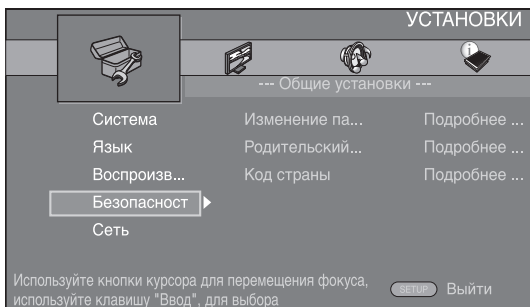 УСТАНОВКИ
--- Общие установки ---
Система Изменение па... Подробнее ...
Язык Родительский... Подробнее ...
Воспроизв... Код страны Подробнее ...
Безопасност
Сеть
Используйте кнопки курсора для перемещения фокуса,
используйте клавишу "Ввод", для выбора
SETUP Выйти